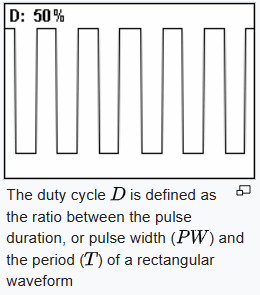 D: 50%
The duty cycle D is defined as
the ratio between the pulse
duration, or pulse width (PW) and
the period (T) of a rectangular
waveform